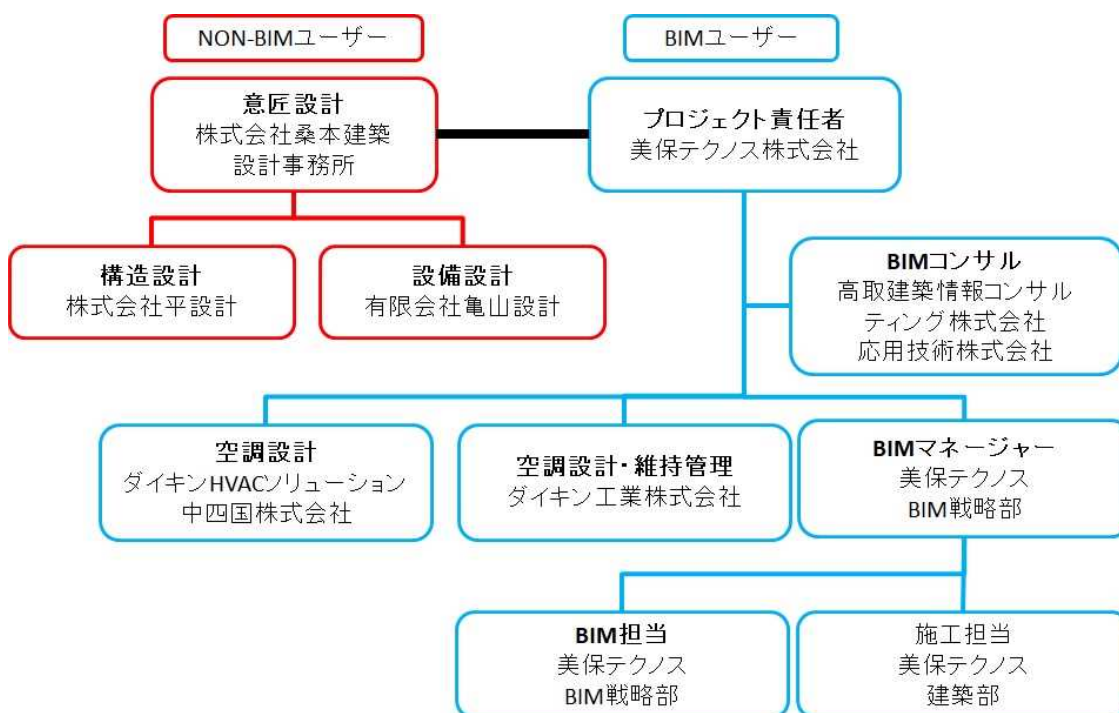 NON-BIMユーザー
BIMユーザー
意匠設計
株式会社桑本建築
設計事務所
プロジェクト責任者
美保テクノス株式会社
構造設計
株式会社平設計
設備設計
有限会社亀山設計
BIMコンサル
高取建築情報コンサル
ティング株式会社
応用技術株式会社
空調設計
ダイキンHVACソリューション
中四国株式会社
空調設計・維持管理
ダイキン工業株式会社
BIMマネージャー
美保テクノス
BIM戦略部
BIM担当
美保テクノス
BIM戦略部
施工担当
美保テクノス
建築部